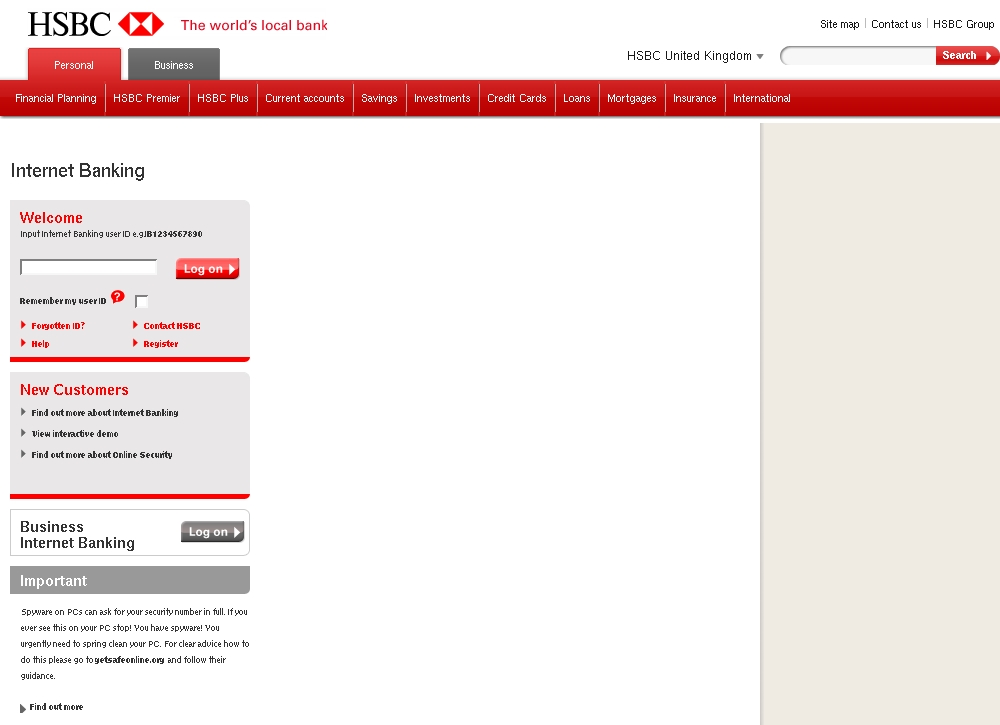 HSBC The world's local bank
Site map Contact us HSBC Group
HSBC United Kingdom Search
Personal Business
Financial Planning HSBC Premier HSBC Plus Current accounts Savings Investments Credit Cards Loans Mortgages Insurance International
Internet Banking
Welcome
Input Internet Banking user ID e.g.IB1234567890
Log on
Remember my user ID ?
Forgotten ID? Contact HSBC
Help Register
New Customers
Find out more about Internet Banking
View interactive demo
Find out more about Online Security
Business
Internet Banking
Log on
Important
Spyware on PCs can ask for your security number in full. If you
ever see this on your PC stop! You have spyware! You
urgently need to spring clean your PC. For clear advice how to
do this please go to getsafeonline.org and follow their
guidance.
Find out more